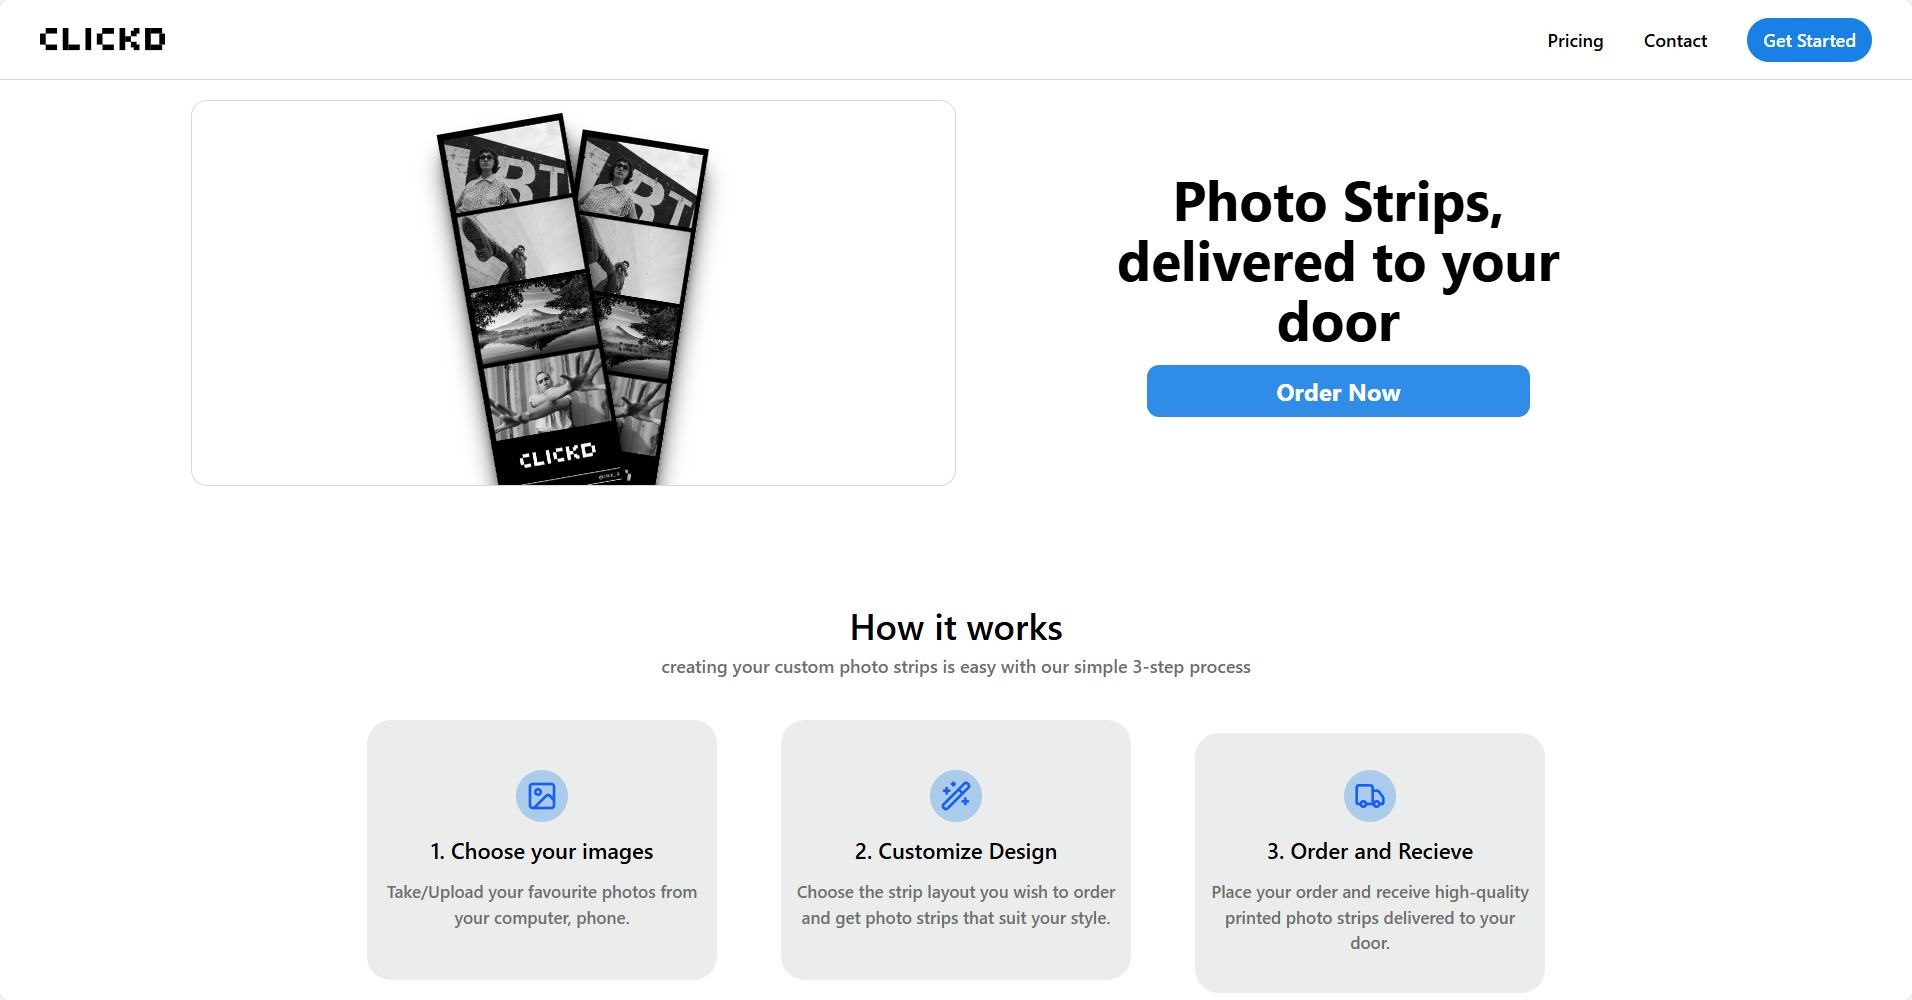 CLICKD
Pricing
Contact
Get Started
ART
ART
CLICKD
Photo Strips,
delivered to your
door
Order Now
How it works
creating your custom photo strips is easy with our simple 3-step process
1. Choose your images
Take/Upload your favourite photos from
your computer, phone.
2. Customize Design
Choose the strip layout you wish to order
and get photo strips that suit your style.
3. Order and Recieve
Place your order and receive high-quality
printed photo strips delivered to your
door.